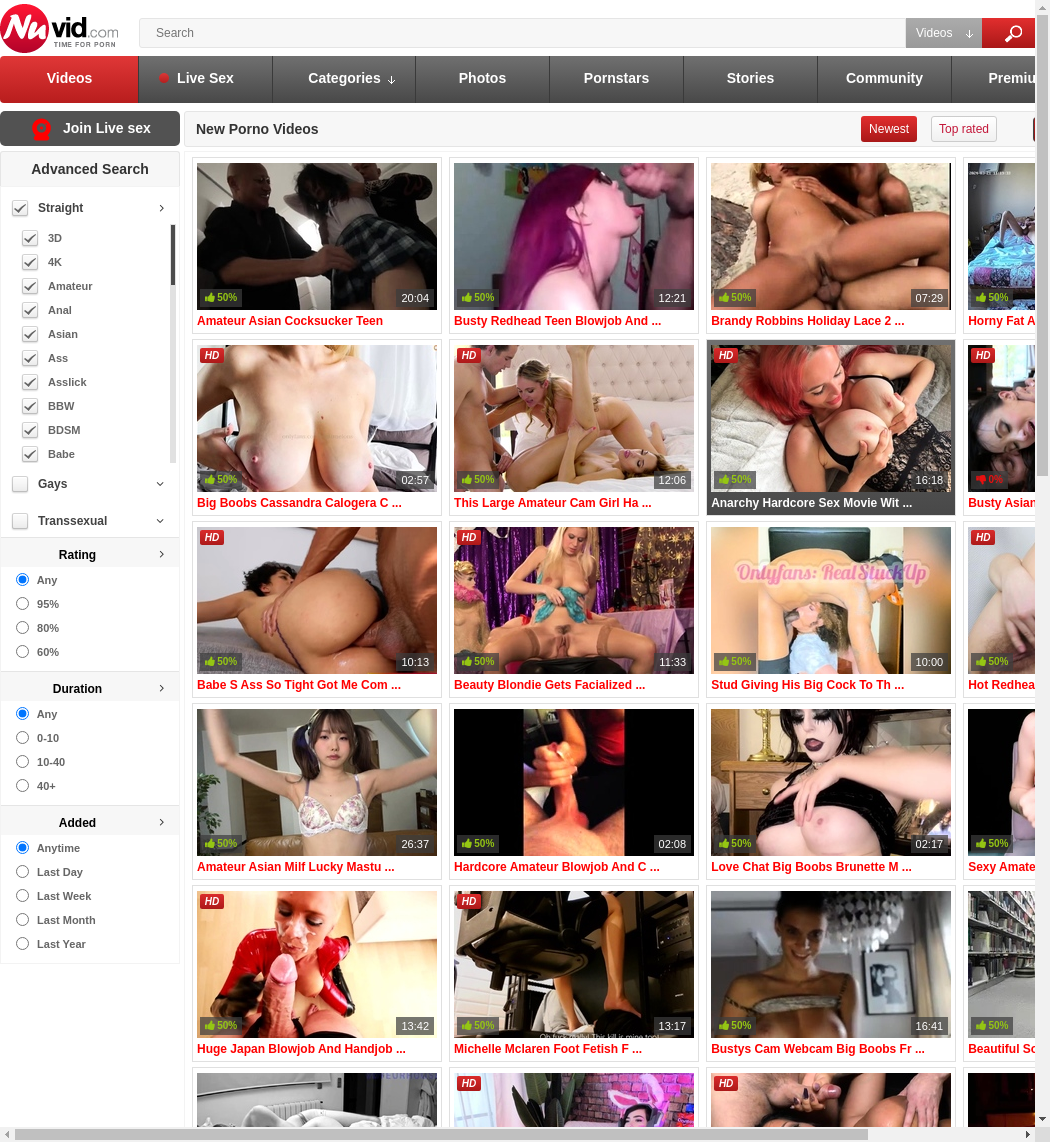 Nuvid.com
TIME FOR PORN
Search
Videos
Videos
Live Sex
Categories
Photos
Pornstars
Stories
Community
Premiu
Join Live sex
New Porno Videos
Newest
Top rated
Advanced Search
Straight
3D
4K
Amateur
Anal
Asian
Ass
Asslick
BBW
BDSM
Babe
Gays
Transsexual
Rating
Any
95%
80%
60%
Duration
Any
0-10
10-40
40+
Added
Anytime
Last Day
Last Week
Last Month
Last Year
50%
20:04
50%
12:21
50%
07:29
50%
Amateur Asian Cocksucker Teen
Busty Redhead Teen Blowjob And ...
Brandy Robbins Holiday Lace 2 ...
Horny Fat A
HD
HD
HD
HD
50%
02:57
50%
12:06
50%
16:18
0%
Big Boobs Cassandra Calogera C ...
This Large Amateur Cam Girl Ha ...
Anarchy Hardcore Sex Movie Wit ...
Busty Asian
HD
HD
HD
Onlyfans: RealStuckUp
50%
10:13
50%
11:33
50%
10:00
50%
Babe S Ass So Tight Got Me Com ...
Beauty Blondie Gets Facialized ...
Stud Giving His Big Cock To Th ...
Hot Redhea
50%
26:37
50%
02:08
50%
02:17
50%
Amateur Asian Milf Lucky Mastu ...
Hardcore Amateur Blowjob And C ...
Love Chat Big Boobs Brunette M ...
Sexy Amate
HD
HD
50%
13:42
50%
13:17
50%
16:41
50%
Huge Japan Blowjob And Handjob ...
Michelle Mclaren Foot Fetish F ...
Bustys Cam Webcam Big Boobs Fr ...
Beautiful Sc
HD
HD